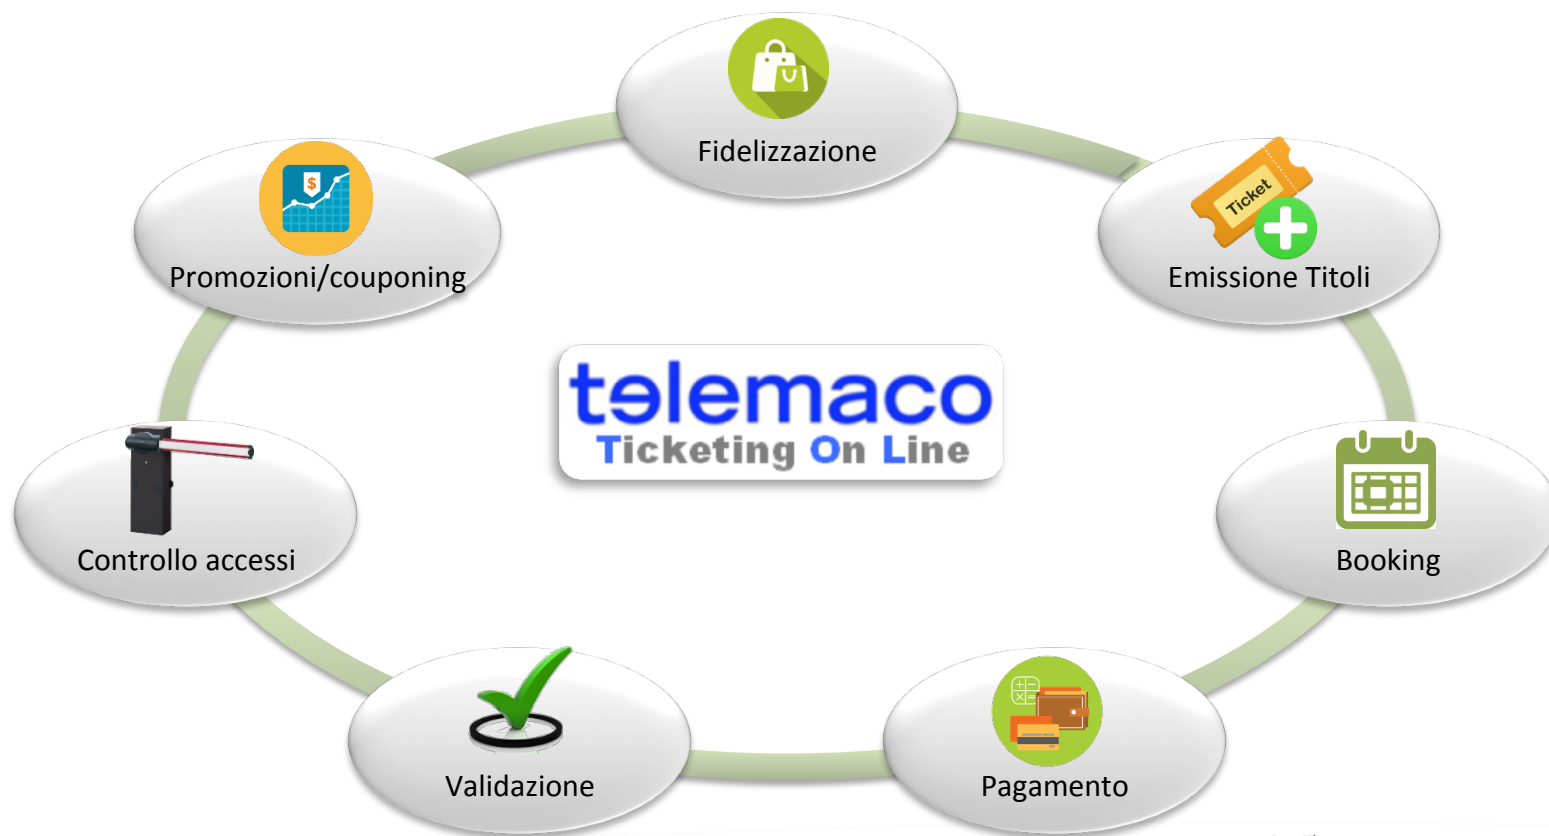 Fidelizzazione
Ticket
Emissione Titoli
$
Promozioni/couponing
telemaco
Ticketing On Line
Controllo accessi
Booking
Validazione
Pagamento